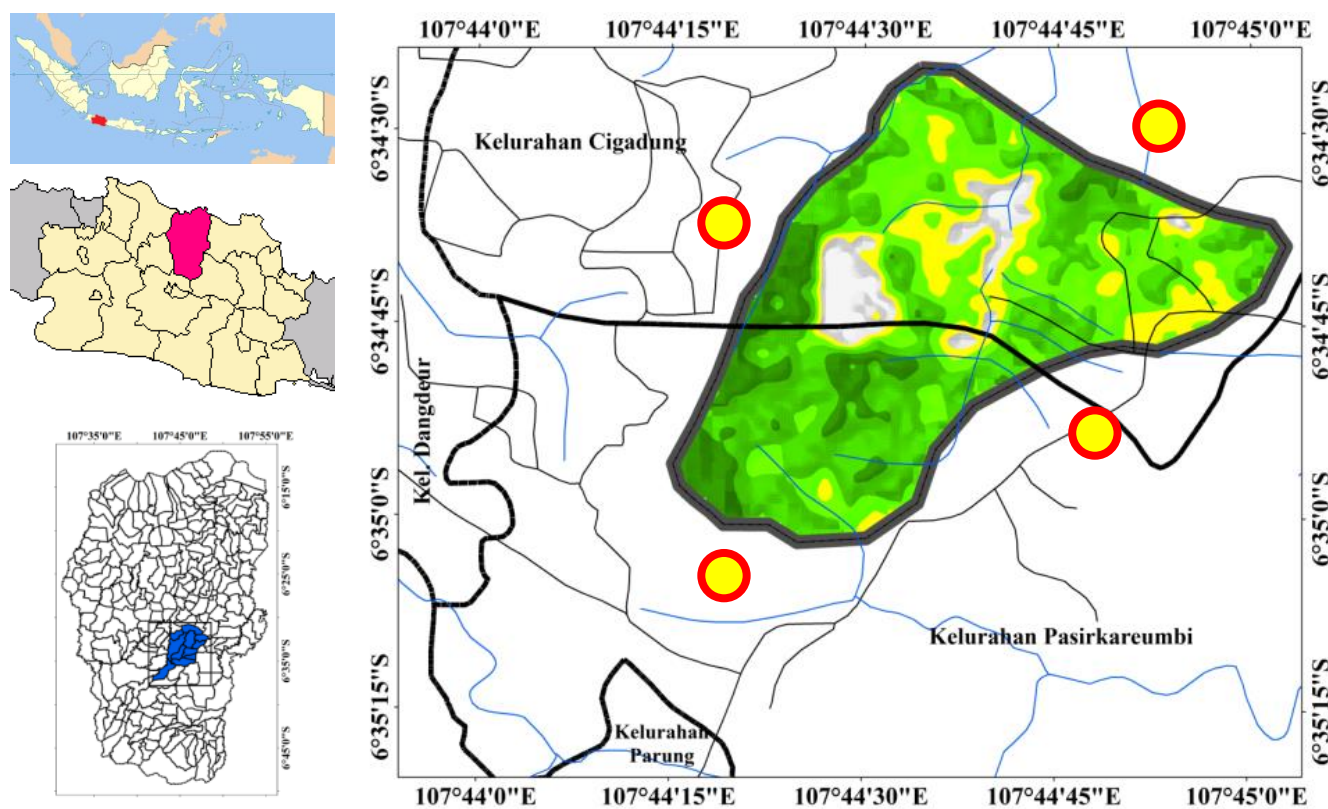 107°44'0"E 107°44'15"E 107°44'30"E 107°44'45"E 107°45'0"E
6°34'30"S
6°34'30"S
Kelurahan Cigadung
6°34'45"S
6°34'45"S
Kel. Dangdeur
6°35'0"S
6°35'0"S
Kelurahan Pasirkareumbi
6°35'15"S
6°35'15"S
Kelurahan
Parung
107°44'0"E 107°44'15"E 107°44'30"E 107°44'45"E 107°45'0"E
107°35'0"E 107°45'0"E 107°55'0"E
6°15'0"S
6°25'0"S
6°35'0"S
6°45'0"S